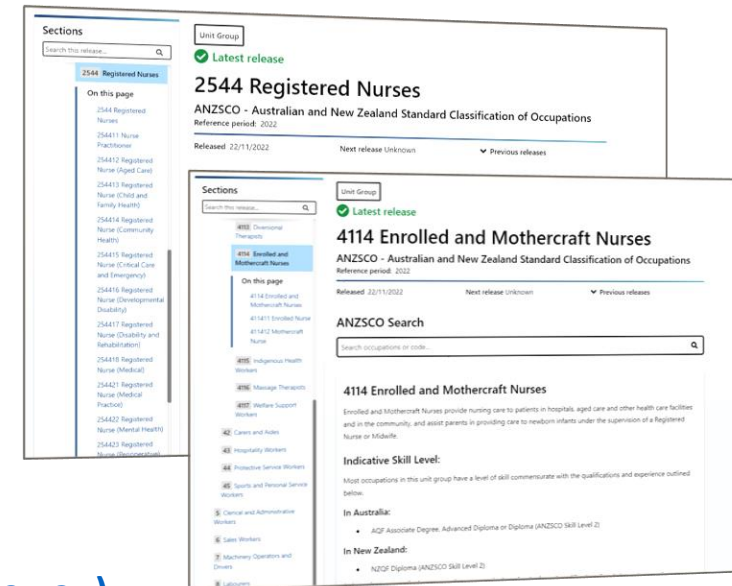 Sections
Search this release...
2544 Registered Nurses
On this page
2544 Registered
Nurses
254411 Nurse
Practitioner
254412 Registered
Nurse (Aged Care)
254413 Registered
Nurse (Child and
Family Health)
254414 Registered
Nurse (Community
Health)
254415 Registered
Nurse (Critical Care
and Emergency)
254416 Registered
Nurse (Developmental
Disability)
254417 Registered
Nurse (Disability and
Rehabilitation)
254418 Registered
Nurse (Medical)
254421 Registered
Nurse (Medical
Practice)
254422 Registered
Nurse (Mental Health)
254423 Registered
Nurse (Perioperative)
Unit Group
Latest release
2544 Registered Nurses
ANZSCO - Australian and New Zealand Standard Classification of Occupations
Reference period: 2022
Released 22/11/2022 Next release Unknown Previous releases
Sections
Search this release...
4113 Diversional
Therapists
4114 Enrolled and
Mothercraft Nurses
On this page
4114 Enrolled and
Mothercraft Nurses
411411 Enrolled Nurse
411412 Mothercraft
Nurse
4115 Indigenous Health
Workers
4116 Massage Therapists
4117 Welfare Support
Workers
42 Carers and Aides
43 Hospitality Workers
44 Protective Service Workers
45 Sports and Personal Service
Workers
5 Clerical and Administrative
Workers
6 Sales Workers
7 Machinery Operators and
Drivers
8 Labourers
Unit Group
Latest release
4114 Enrolled and Mothercraft Nurses
ANZSCO - Australian and New Zealand Standard Classification of Occupations
Reference period: 2022
Released 22/11/2022 Next release Unknown Previous releases
ANZSCO Search
Search occupations or code...
4114 Enrolled and Mothercraft Nurses
Enrolled and Mothercraft Nurses provide nursing care to patients in hospitals, aged care and other health care facilities
and in the community, and assist parents in providing care to newborn infants under the supervision of a Registered
Nurse or Midwife.
Indicative Skill Level:
Most occupations in this unit group have a level of skill commensurate with the qualifications and experience outlined
below.
In Australia:
AQF Associate Degree, Advanced Diploma or Diploma (ANZSCO Skill Level 2)
In New Zealand:
NZQF Diploma (ANZSCO Skill Level 2)